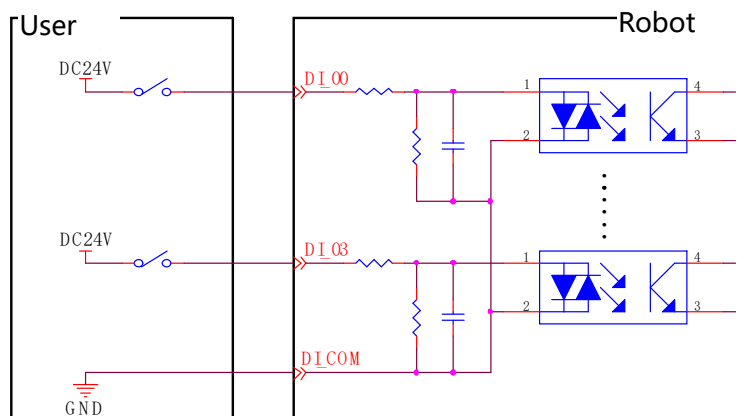 User
Robot
DC24V
DI_00
1
4
2
3
DC24V
DI_03
1
4
2
3
DI_COM
GND